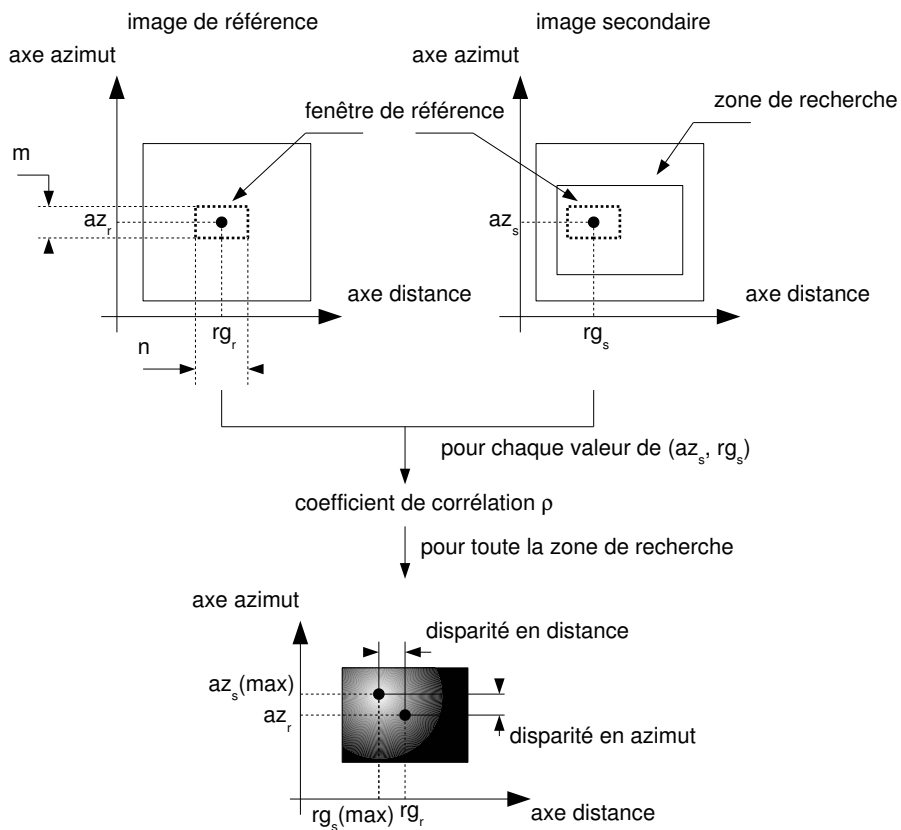 image de référence
image secondaire
axe azimut
axe azimut
zone de recherche
fenêtre de référence
m
az_r
az_s
axe distance
axe distance
rg_r
rg_s
n
pour chaque valeur de (az_s, rg_s)
coefficient de corrélation ρ
pour toute la zone de recherche
axe azimut
disparité en distance
az_s(max)
az_r
disparité en azimut
rg_s(max)
rg_r
axe distance